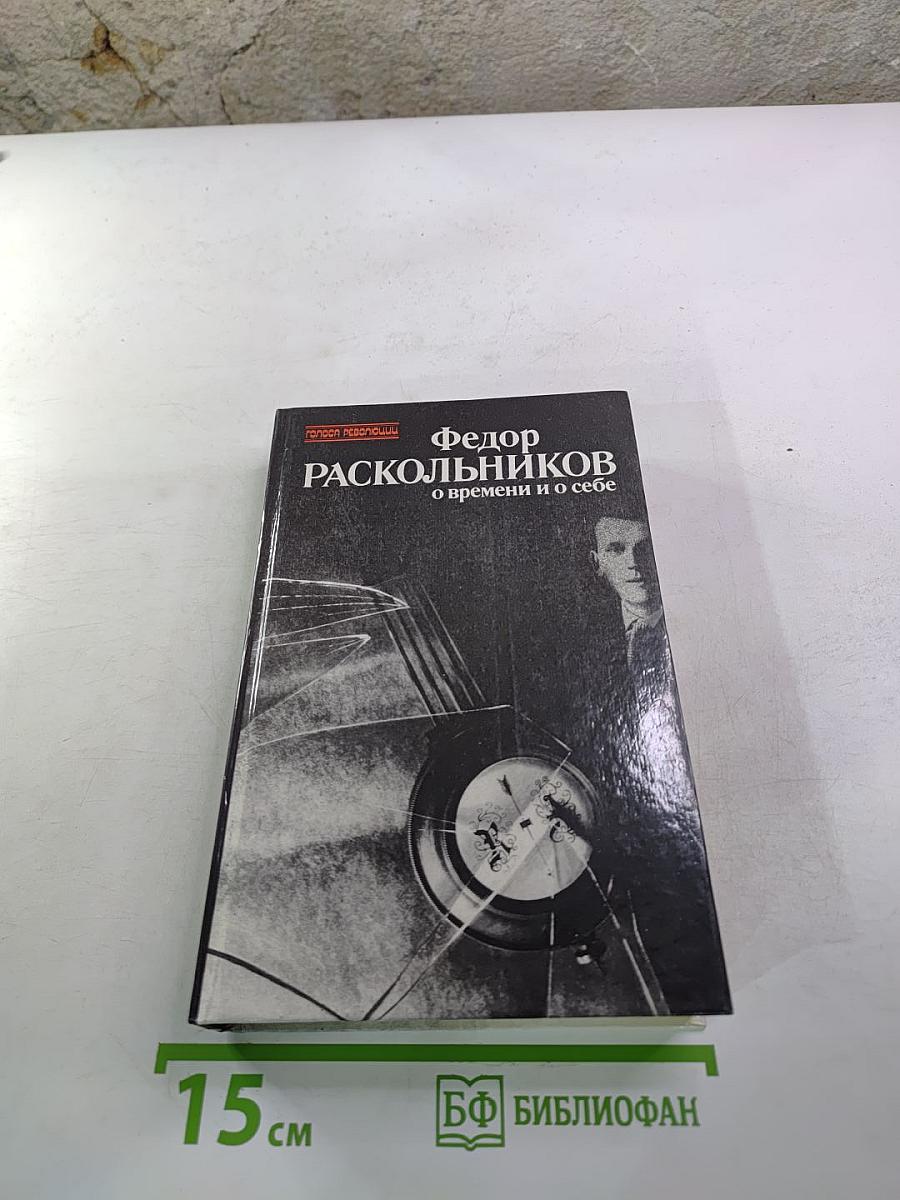 ГОЛОСА РЕВОЛЮЦИИ
Федор
РАСКОЛЬНИКОВ
о времени и о себе
15 см
БФ БИБЛИОФАН